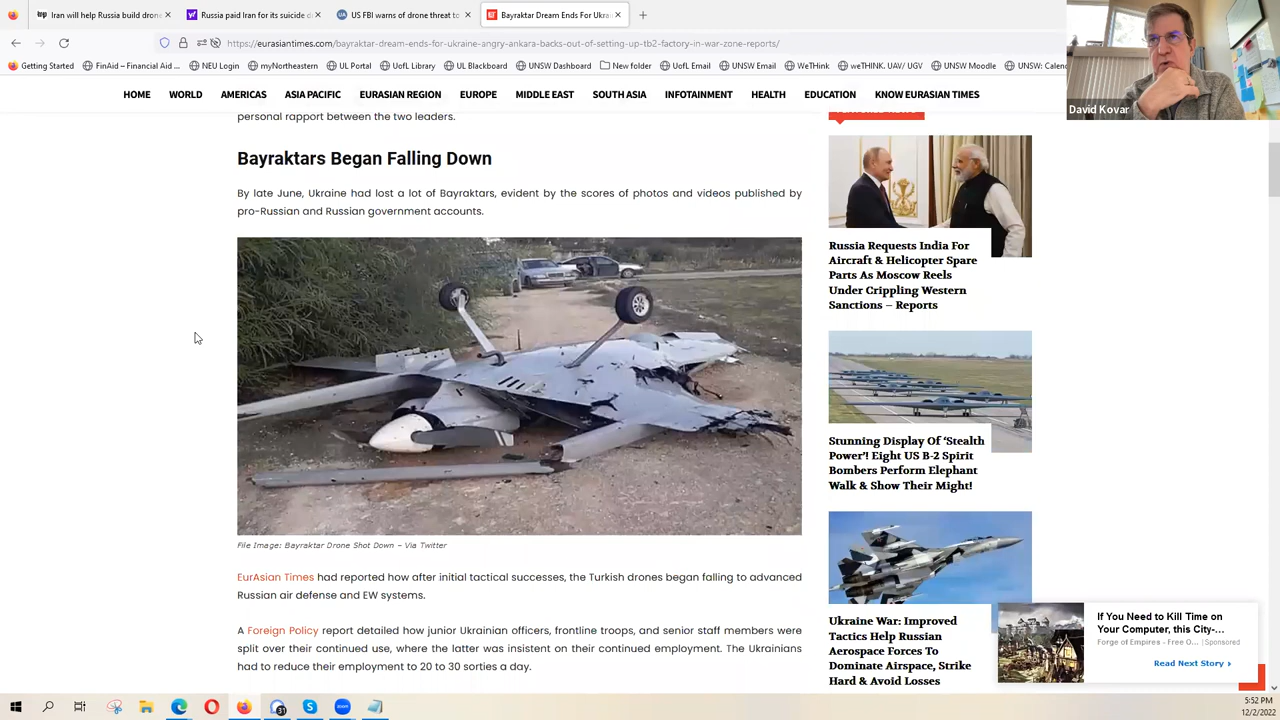 Iran will help Russia build drone
Russia paid Iran for its suicide d
US FBI warns of drone threat to
Bayraktar Dream Ends For Ukra
https://eurasiantimes.com/bayraktar-dream-ends-for-ukraine-angry-ankara-backs-out-of-setting-up-tb2-factory-in-war-zone-reports/
Getting Started FinAid – Financial Aid ... NEU Login myNortheastern UL Portal UofL Library UL Blackboard UNSW Dashboard New folder UofL Email UNSW Email WeThink weTHINK. UAV/ UGV UNSW Moodle UNSW: Calen
David Kovar
HOME WORLD AMERICAS ASIA PACIFIC EURASIAN REGION EUROPE MIDDLE EAST SOUTH ASIA INFOTAINMENT HEALTH EDUCATION KNOW EURASIAN TIMES
personal rapport between the two leaders.
Bayraktars Began Falling Down
By late June, Ukraine had lost a lot of Bayraktars, evident by the scores of photos and videos published by
pro-Russian and Russian government accounts.
File Image: Bayraktar Drone Shot Down – Via Twitter
EurAsian Times had reported how after initial tactical successes, the Turkish drones began falling to advanced
Russian air defense and EW systems.
A Foreign Policy report detailed how junior Ukrainian officers, frontline troops, and senior staff members were
split over their continued use, where the latter was insistent on their continued employment. The Ukrainians
had to reduce their employment to 20 to 30 sorties a day.
Russia Requests India For
Aircraft & Helicopter Spare
Parts As Moscow Reels
Under Crippling Western
Sanctions – Reports
Stunning Display Of ‘Stealth
Power’! Eight US B-2 Spirit
Bombers Perform Elephant
Walk & Show Their Might!
Ukraine War: Improved
Tactics Help Russian
Aerospace Forces To
Dominate Airspace, Strike
Hard & Avoid Losses
If You Need to Kill Time on
Your Computer, this City-...
Forge of Empires - Free O... | Sponsored
Read Next Story
31
zoom
5:52 PM
12/2/2022